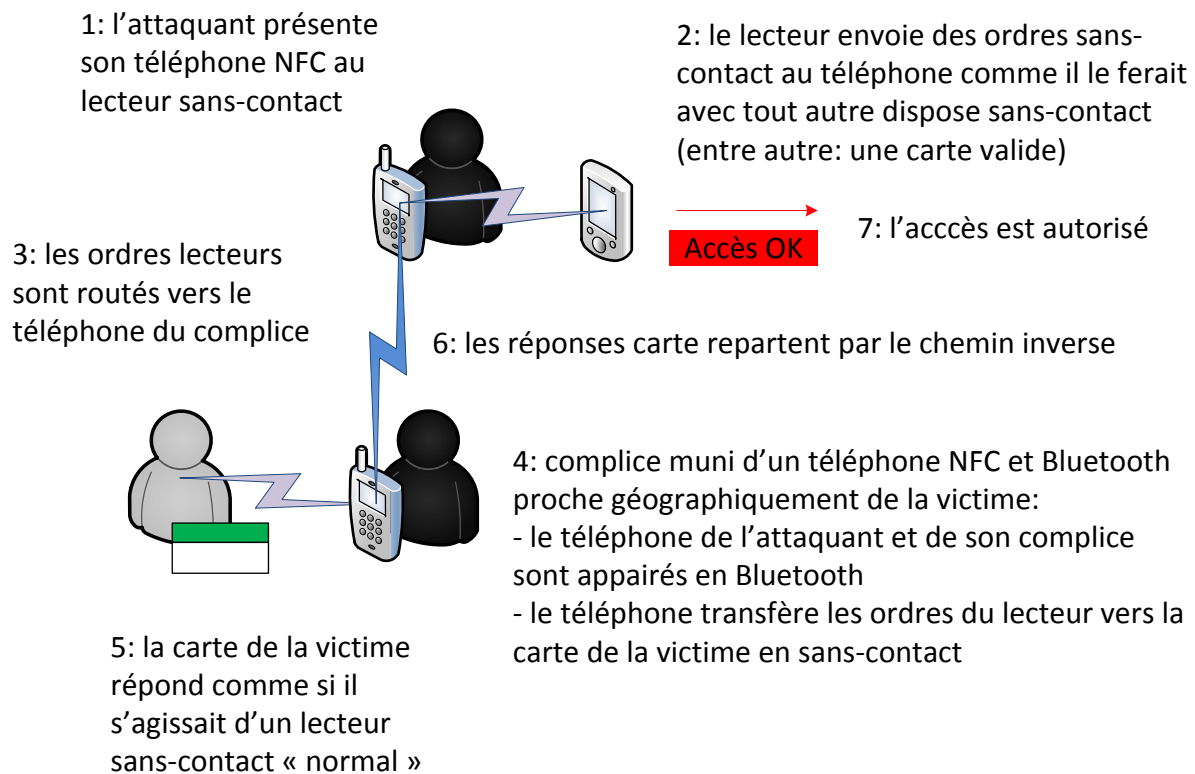 1: l'attaquant présente
son téléphone NFC au
lecteur sans-contact
2: le lecteur envoie des ordres sans-
contact au téléphone comme il le ferait
avec tout autre dispose sans-contact
(entre autre: une carte valide)
3: les ordres lecteurs
sont routés vers le
téléphone du complice
Accès OK
7: l'acccès est autorisé
6: les réponses carte repartent par le chemin inverse
4: complice muni d'un téléphone NFC et Bluetooth
proche géographiquement de la victime:
- le téléphone de l'attaquant et de son complice
sont appairés en Bluetooth
- le téléphone transfère les ordres du lecteur vers la
carte de la victime en sans-contact
5: la carte de la victime
répond comme si il
s'agissait d'un lecteur
sans-contact « normal »